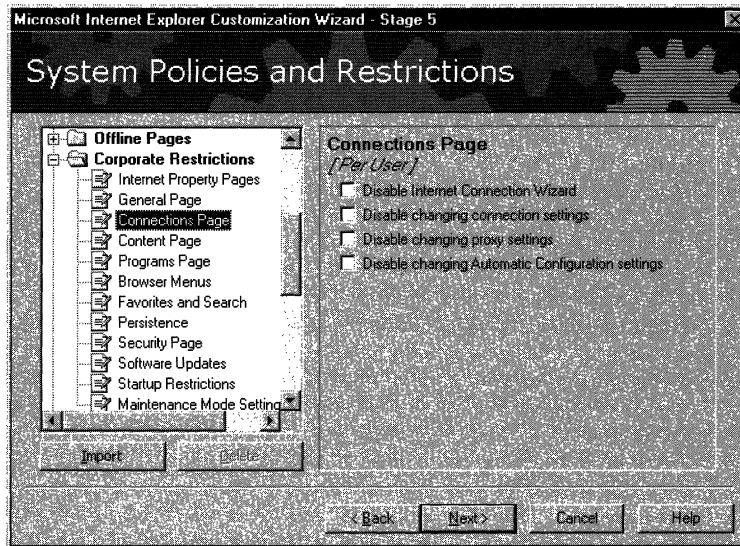 Microsoft Internet Explorer Customization Wizard - Stage 5
System Policies and Restrictions
Offline Pages
Corporate Restrictions
Internet Property Pages
General Page
Connections Page
Content Page
Programs Page
Browser Menus
Favorites and Search
Persistence
Security Page
Software Updates
Startup Restrictions
Maintenance Mode Setting
Import
Delete
Connections Page
[Per User]
Disable Internet Connection Wizard
Disable changing connection settings
Disable changing proxy settings
Disable changing Automatic Configuration settings
< Back
Next >
Cancel
Help